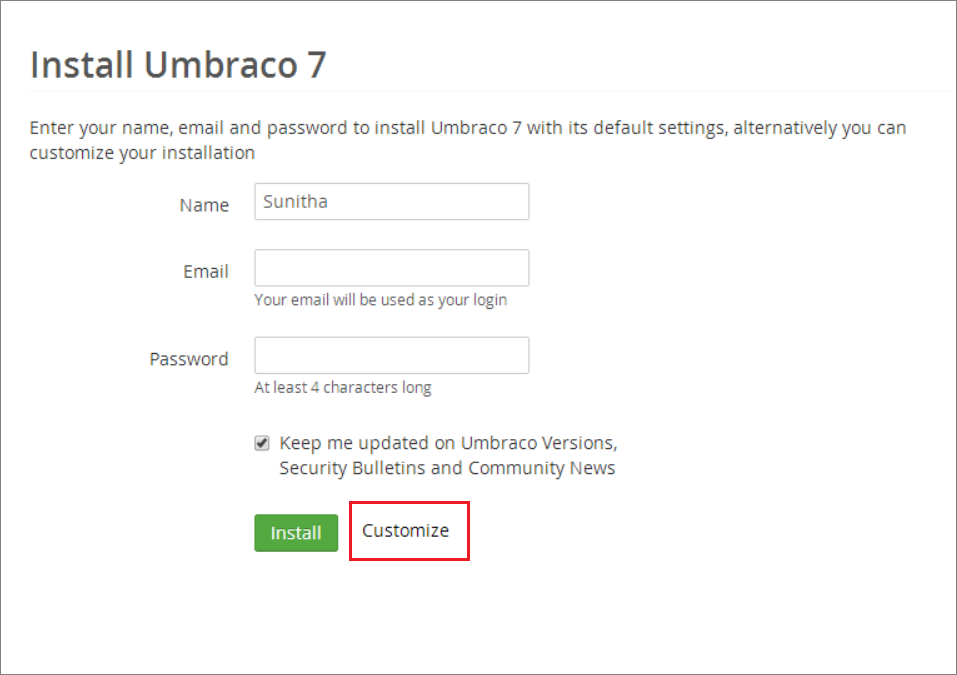 Install Umbraco 7
Enter your name, email and password to install Umbraco 7 with its default settings, alternatively you can
customize your installation
Name Sunitha
Email
Your email will be used as your login
Password
At least 4 characters long
Keep me updated on Umbraco Versions,
Security Bulletins and Community News
Install Customize